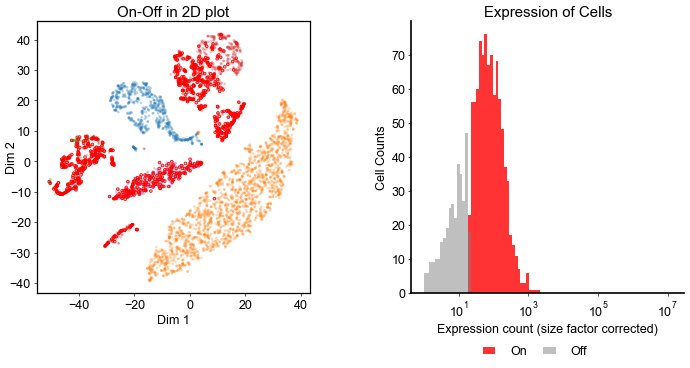 On-Off in 2D plot
40
30
20
10
0
−10
−20
−30
−40
Dim 2
−40 −20 0 20 40
Dim 1
Expression of Cells
70
60
50
40
30
20
10
0
Cell Counts
10^1 10^3 10^5 10^7
Expression count (size factor corrected)
On Off